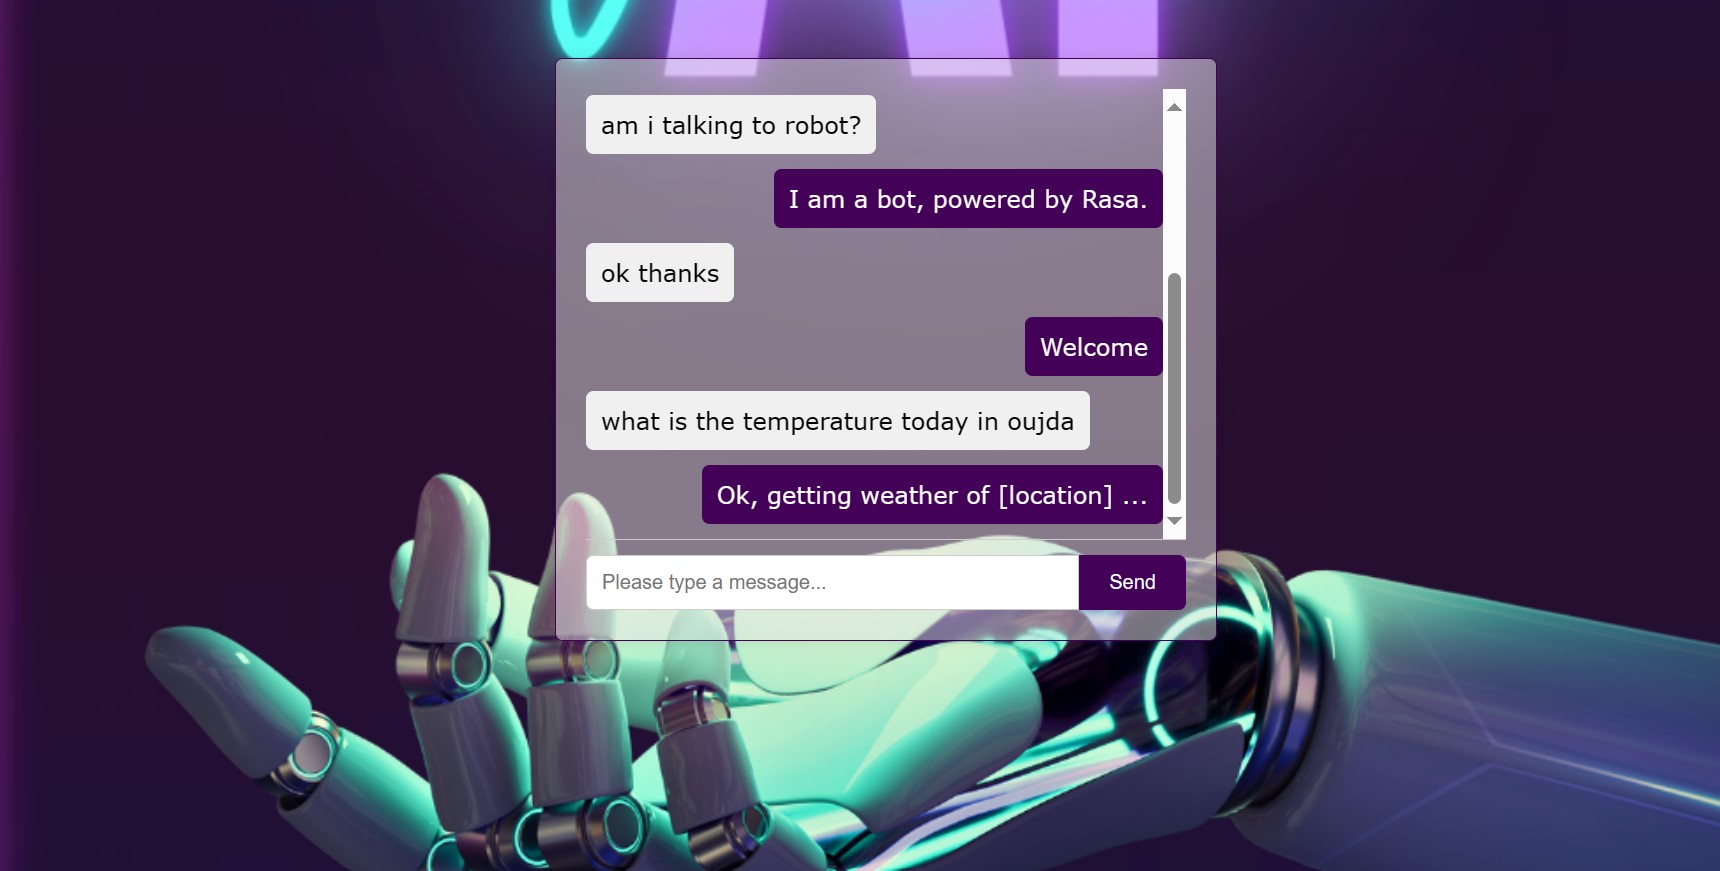 am i talking to robot?
I am a bot, powered by Rasa.
ok thanks
Welcome
what is the temperature today in oujda
Ok, getting weather of [location] ...
Please type a message...
Send